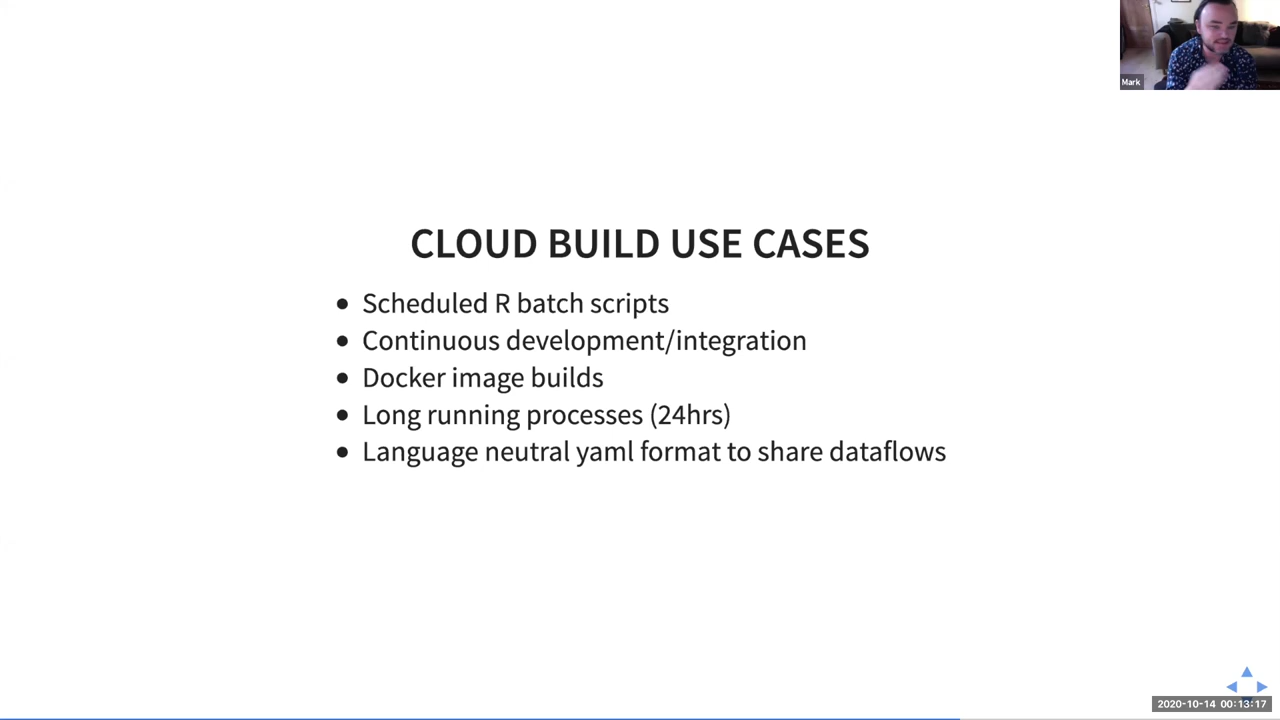 Mark
CLOUD BUILD USE CASES
Scheduled R batch scripts
Continuous development/integration
Docker image builds
Long running processes (24hrs)
Language neutral yaml format to share dataflows
2020-10-14 00:13:17